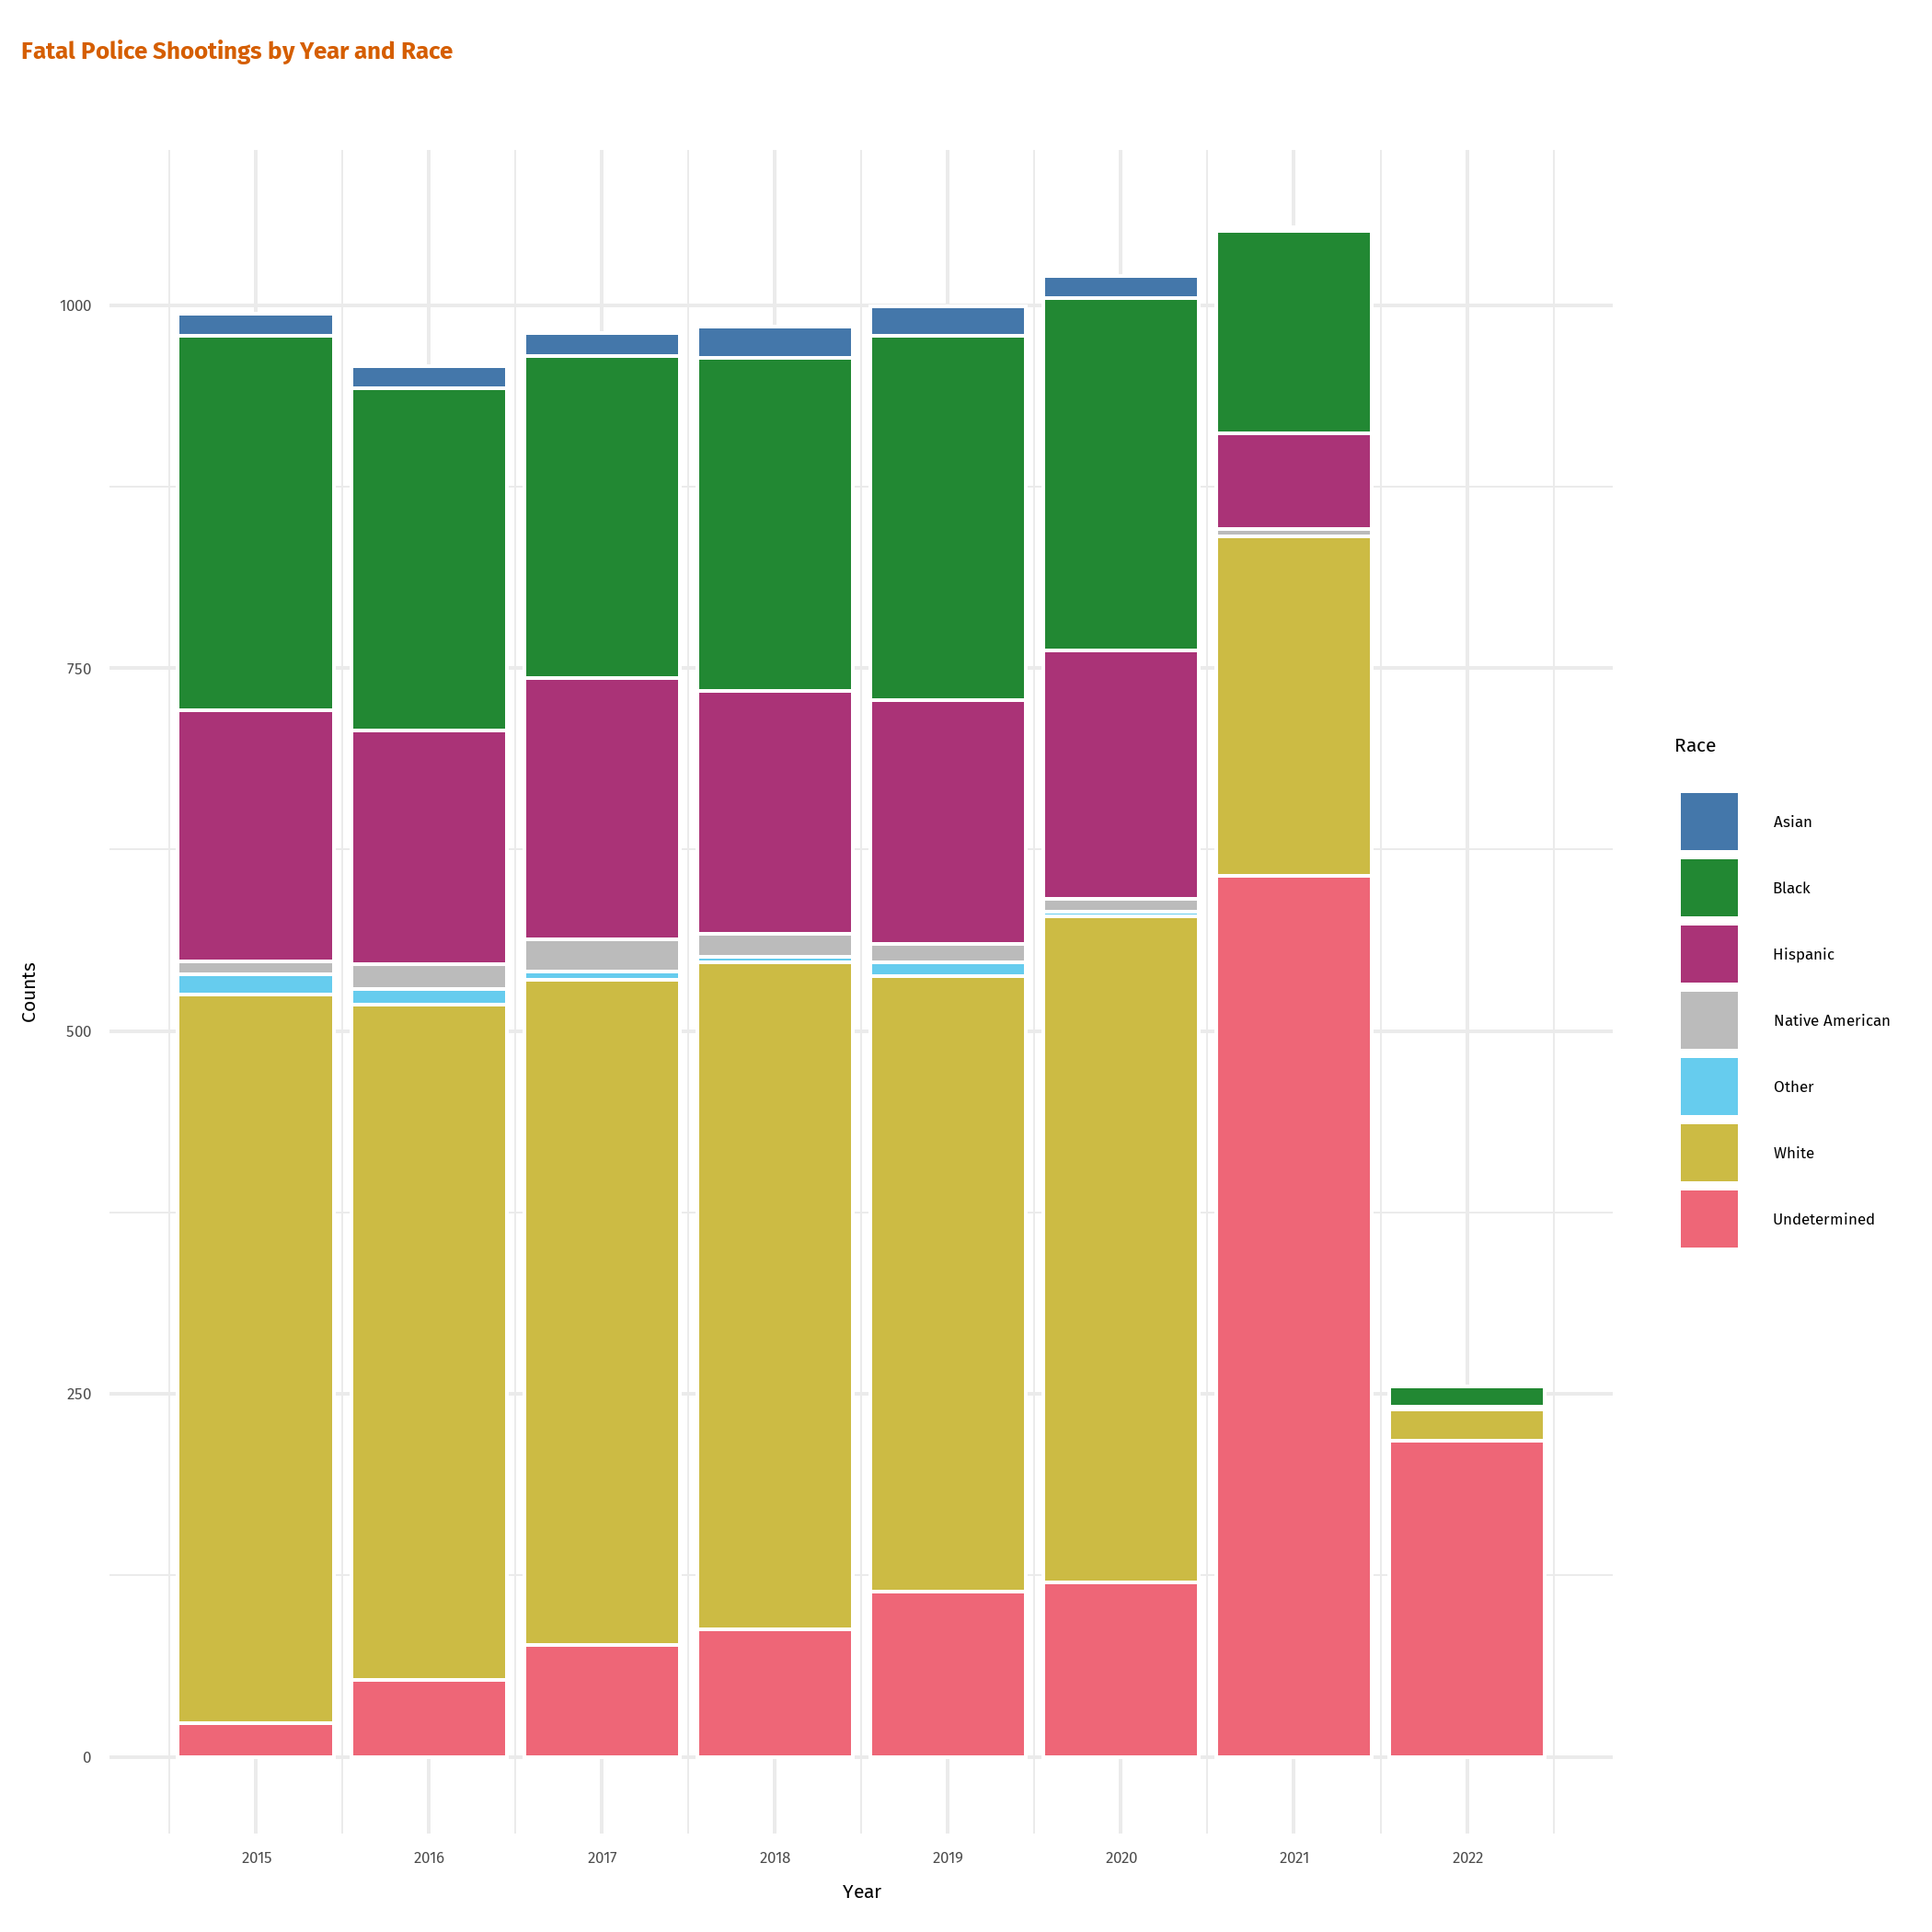 Fatal Police Shootings by Year and Race
1000
750
500
250
0
Counts
2015 2016 2017 2018 2019 2020 2021 2022
Year
Race
Asian
Black
Hispanic
Native American
Other
White
Undetermined